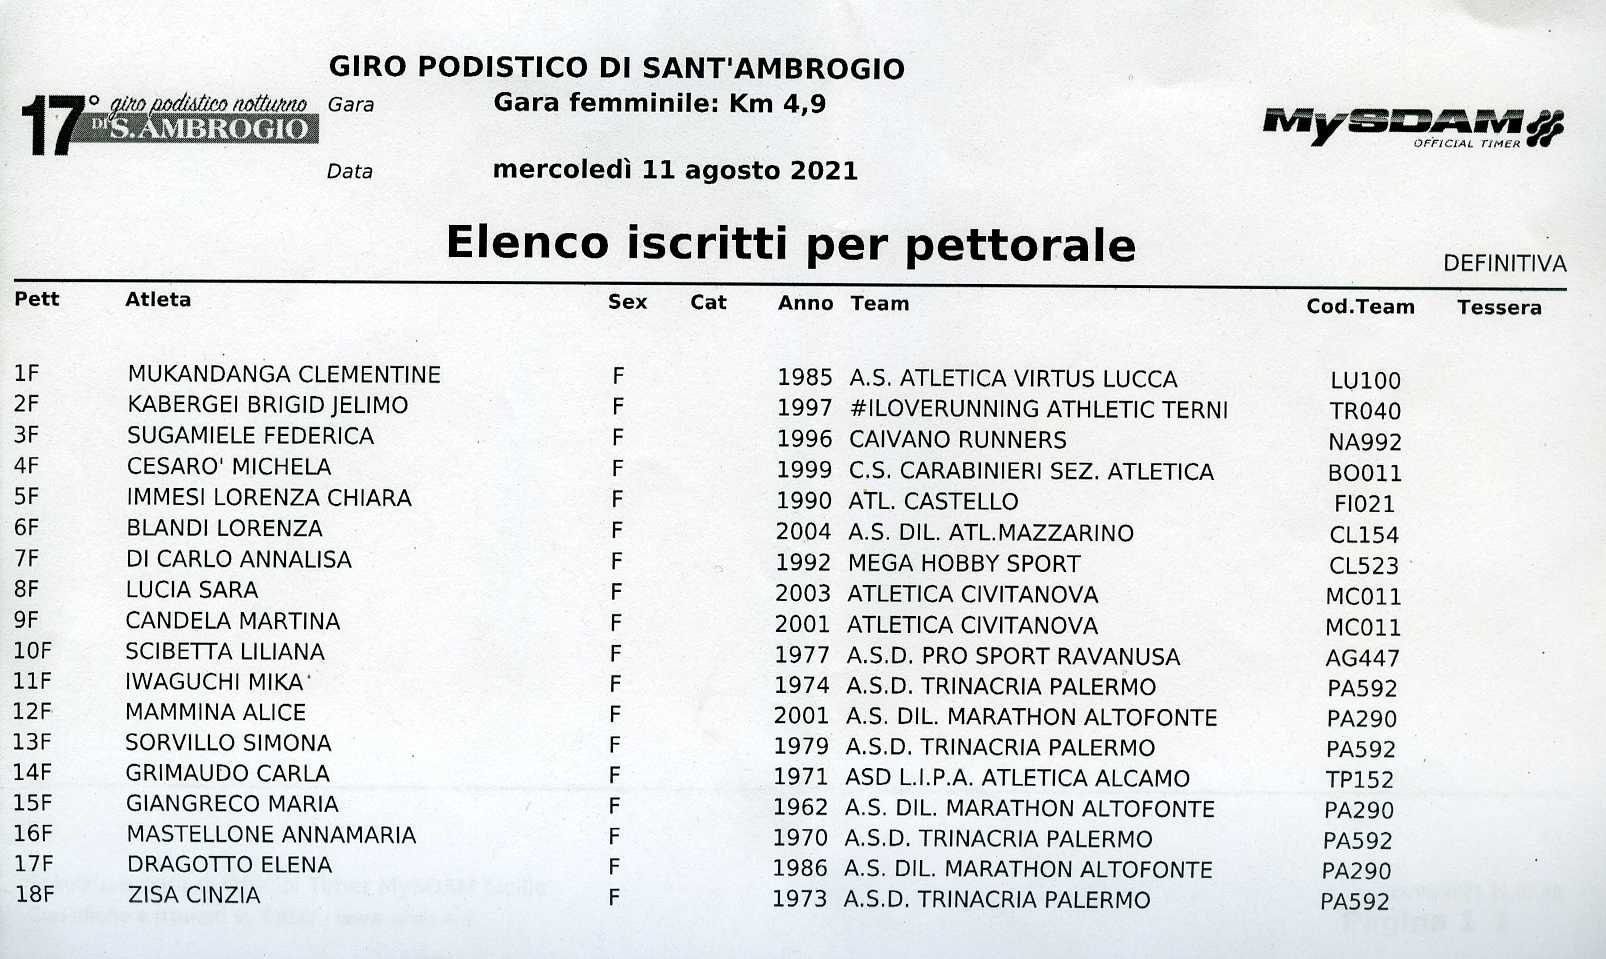 GIRO PODISTICO DI SANT'AMBROGIO
17° giro podistico notturno
DI S. AMBROGIO
Gara Gara femminile: Km 4,9
MySDAM
OFFICIAL TIMER
Data mercoledì 11 agosto 2021
Elenco iscritti per pettorale
DEFINITIVA
Pett Atleta Sex Cat Anno Team Cod.Team Tessera
1F MUKANDANGA CLEMENTINE F 1985 A.S. ATLETICA VIRTUS LUCCA LU100
2F KABERGEI BRIGID JELIMO F 1997 #ILOVERUNNING ATHLETIC TERNI TR040
3F SUGAMIELE FEDERICA F 1996 CAIVANO RUNNERS NA992
4F CESARO' MICHELA F 1999 C.S. CARABINIERI SEZ. ATLETICA BO011
5F IMMESI LORENZA CHIARA F 1990 ATL. CASTELLO FI021
6F BLANDI LORENZA F 2004 A.S. DIL. ATL.MAZZARINO CL154
7F DI CARLO ANNALISA F 1992 MEGA HOBBY SPORT CL523
8F LUCIA SARA F 2003 ATLETICA CIVITANOVA MC011
9F CANDELA MARTINA F 2001 ATLETICA CIVITANOVA MC011
10F SCIBETTA LILIANA F 1977 A.S.D. PRO SPORT RAVANUSA AG447
11F IWAGUCHI MIKA F 1974 A.S.D. TRINACRIA PALERMO PA592
12F MAMMINA ALICE F 2001 A.S. DIL. MARATHON ALTOFONTE PA290
13F SORVILLO SIMONA F 1979 A.S.D. TRINACRIA PALERMO PA592
14F GRIMAUDO CARLA F 1971 ASD L.I.P.A. ATLETICA ALCAMO TP152
15F GIANGRECO MARIA F 1962 A.S. DIL. MARATHON ALTOFONTE PA290
16F MASTELLONE ANNAMARIA F 1970 A.S.D. TRINACRIA PALERMO PA592
17F DRAGOTTO ELENA F 1986 A.S. DIL. MARATHON ALTOFONTE PA290
18F ZISA CINZIA F 1973 A.S.D. TRINACRIA PALERMO PA592